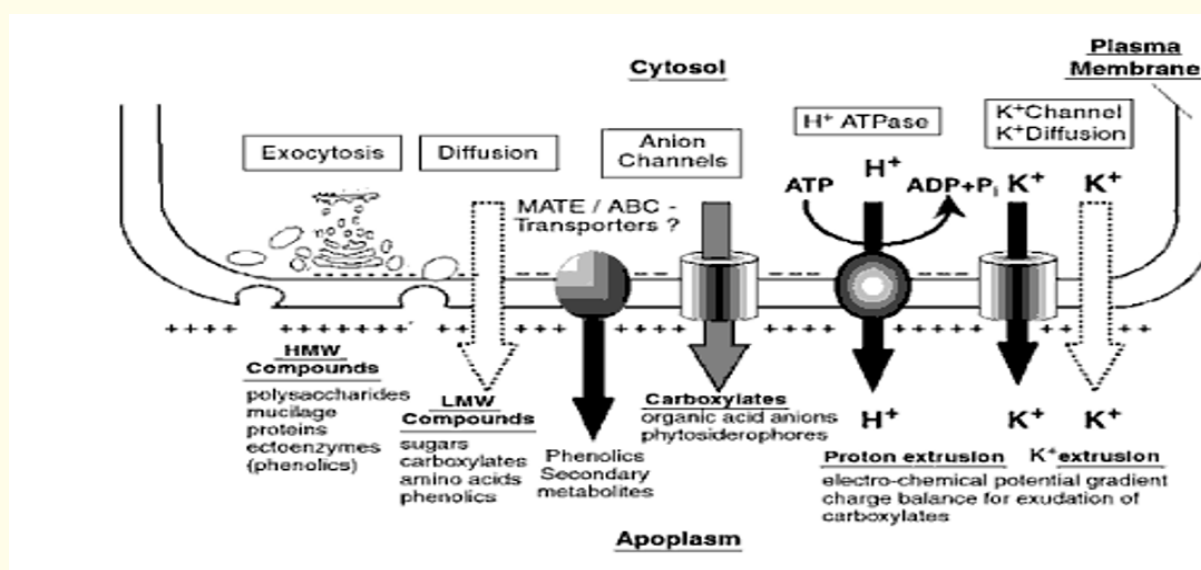 Plasma
Membrane
Cytosol
Exocytosis
Diffusion
Anion
Channels
H⁺ ATPase
K⁺Channel
K⁺Diffusion
MATE / ABC -
Transporters ?
ATP
H⁺
ADP+Pᵢ
K⁺
K⁺
---
---
---
---
++++
+++++++
++
+++
++++
++++
+++++
++
++
HMW
Compounds
polysaccharides
mucilage
proteins
ectoenzymes
(phenolics)
LMW
Compounds
sugars
carboxylates
amino acids
phenolics
Phenolics
Secondary
metabolites
Carboxylates
organic acid anions
phytosiderophores
H⁺
K⁺
K⁺
Proton extrusion
K⁺extrusion
electro-chemical potential gradient
charge balance for exudation of
carboxylates
Apoplasm